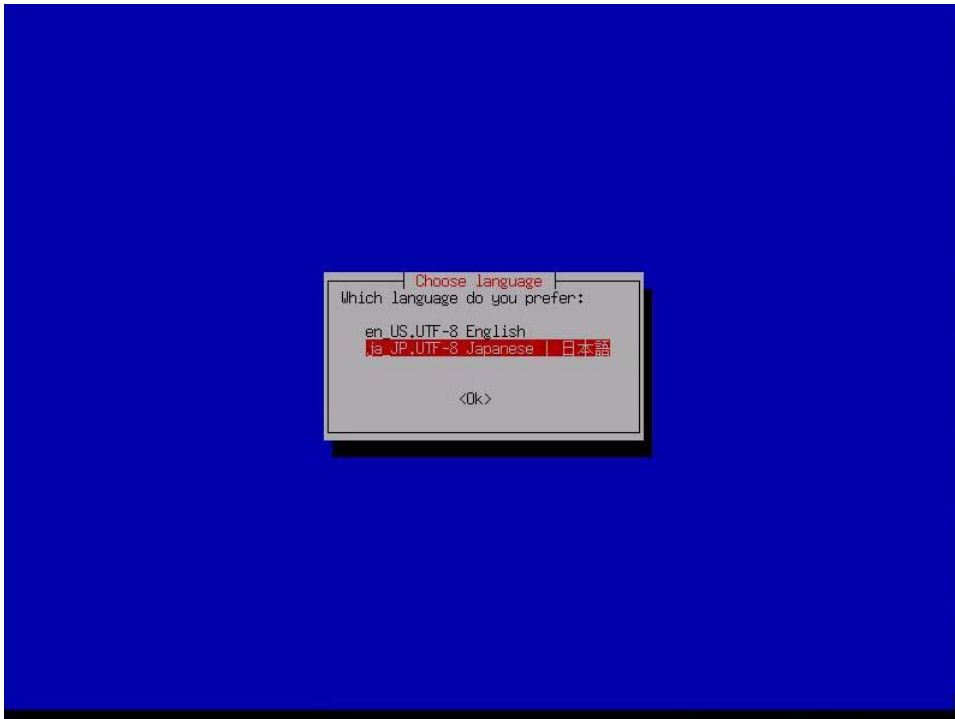 Choose language
Which language do you prefer:
en_US.UTF-8 English
ja_JP.UTF-8 Japanese | 日本語
<Ok>